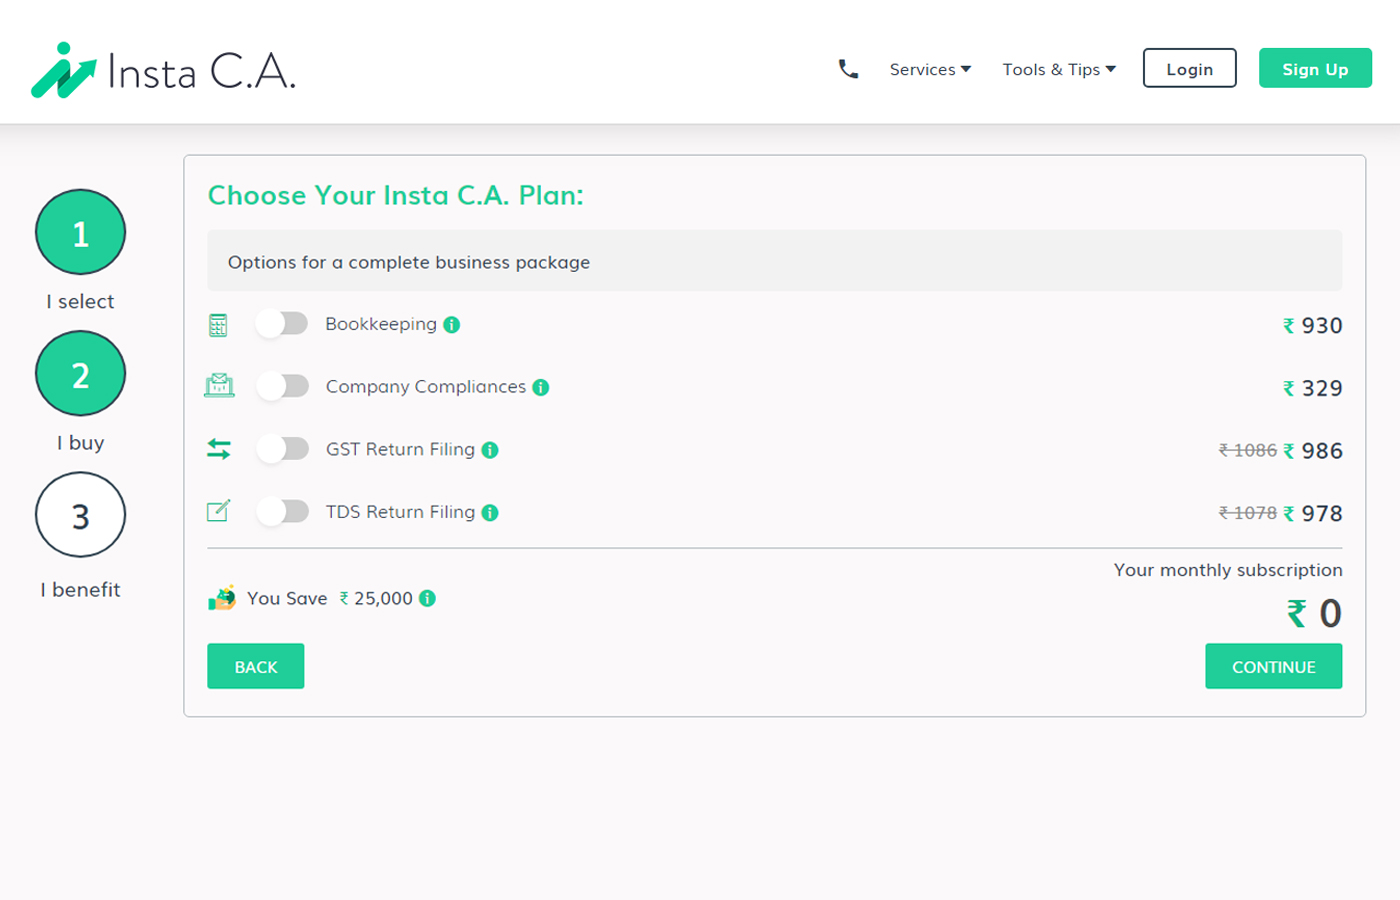 Insta C.A.
Services
Tools & Tips
Login
Sign Up
1
I select
2
I buy
3
I benefit
Choose Your Insta C.A. Plan:
Options for a complete business package
Bookkeeping ₹ 930
Company Compliances ₹ 329
GST Return Filing ₹ 1086 ₹ 986
TDS Return Filing ₹ 1078 ₹ 978
Your monthly subscription
You Save ₹ 25,000
₹ 0
BACK
CONTINUE